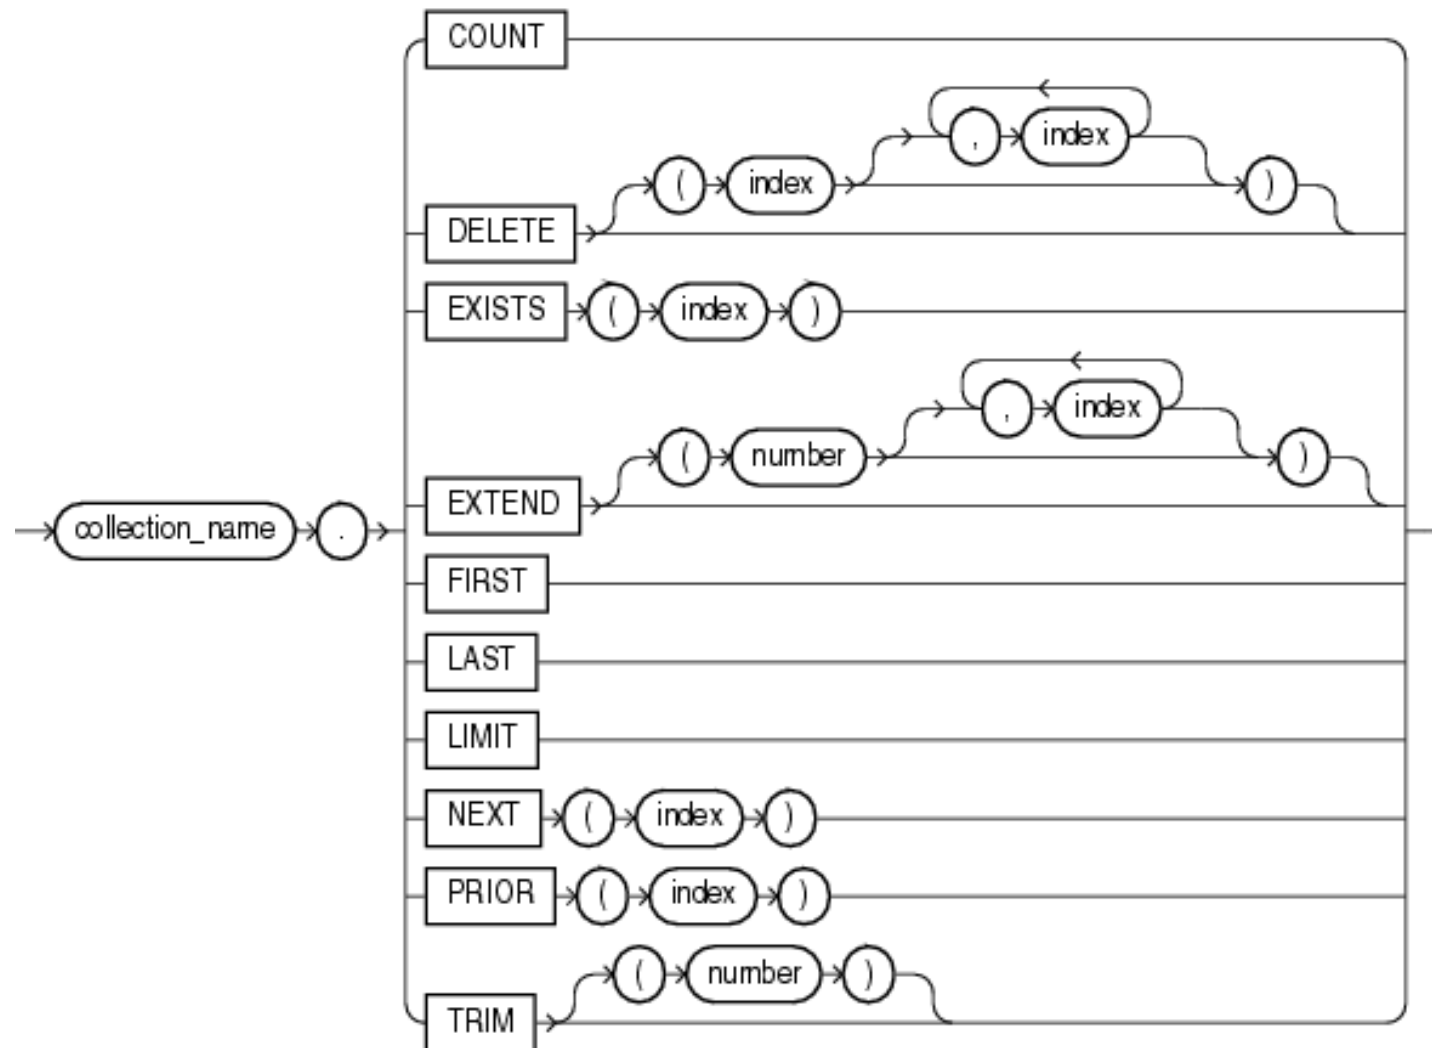 COUNT
, index
( index )
DELETE
EXISTS ( index )
, index
( number )
EXTEND
collection_name .
FIRST
LAST
LIMIT
NEXT ( index )
PRIOR ( index )
( number )
TRIM